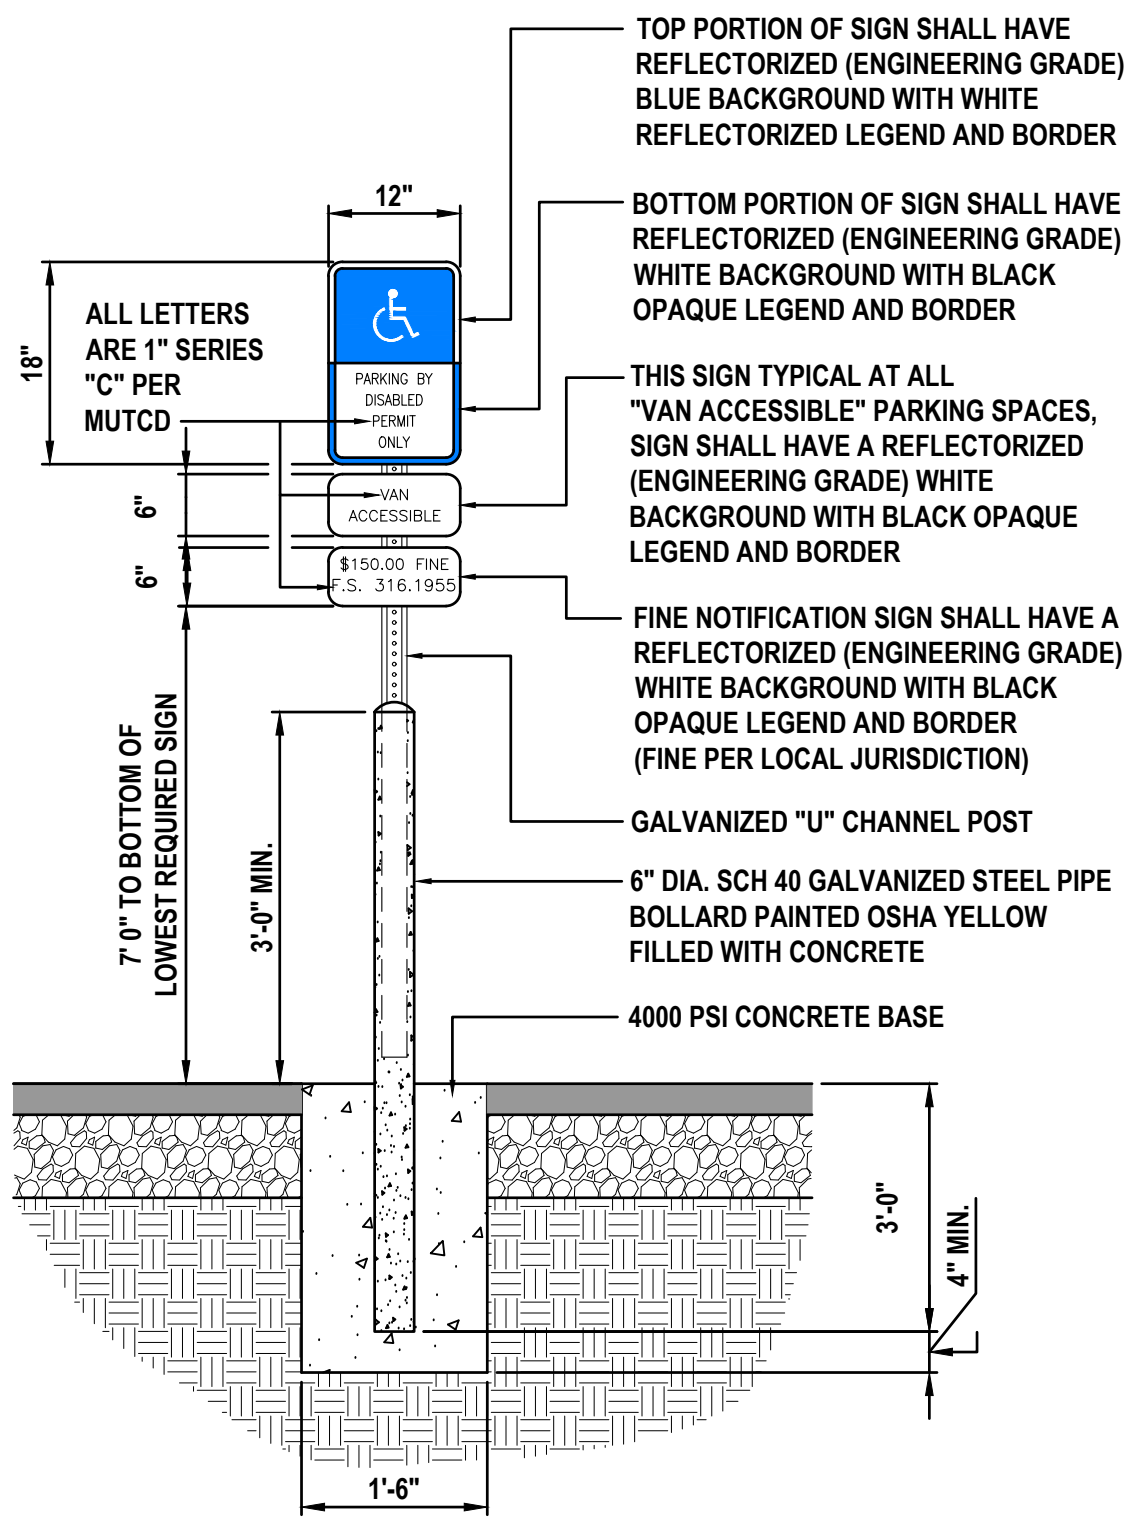 TOP PORTION OF SIGN SHALL HAVE
REFLECTORIZED (ENGINEERING GRADE)
BLUE BACKGROUND WITH WHITE
REFLECTORIZED LEGEND AND BORDER
12"
BOTTOM PORTION OF SIGN SHALL HAVE
REFLECTORIZED (ENGINEERING GRADE)
WHITE BACKGROUND WITH BLACK
OPAQUE LEGEND AND BORDER
18"
ALL LETTERS
ARE 1" SERIES
"C" PER
MUTCD
PARKING BY
DISABLED
PERMIT
ONLY
THIS SIGN TYPICAL AT ALL
"VAN ACCESSIBLE" PARKING SPACES,
SIGN SHALL HAVE A REFLECTORIZED
(ENGINEERING GRADE) WHITE
BACKGROUND WITH BLACK OPAQUE
LEGEND AND BORDER
6"
VAN
ACCESSIBLE
6"
$150.00 FINE
F.S. 316.1955
FINE NOTIFICATION SIGN SHALL HAVE A
REFLECTORIZED (ENGINEERING GRADE)
WHITE BACKGROUND WITH BLACK
OPAQUE LEGEND AND BORDER
(FINE PER LOCAL JURISDICTION)
7' 0" TO BOTTOM OF
LOWEST REQUIRED SIGN
3'-0" MIN.
GALVANIZED "U" CHANNEL POST
6" DIA. SCH 40 GALVANIZED STEEL PIPE
BOLLARD PAINTED OSHA YELLOW
FILLED WITH CONCRETE
4000 PSI CONCRETE BASE
3'-0"
4" MIN.
1'-6"